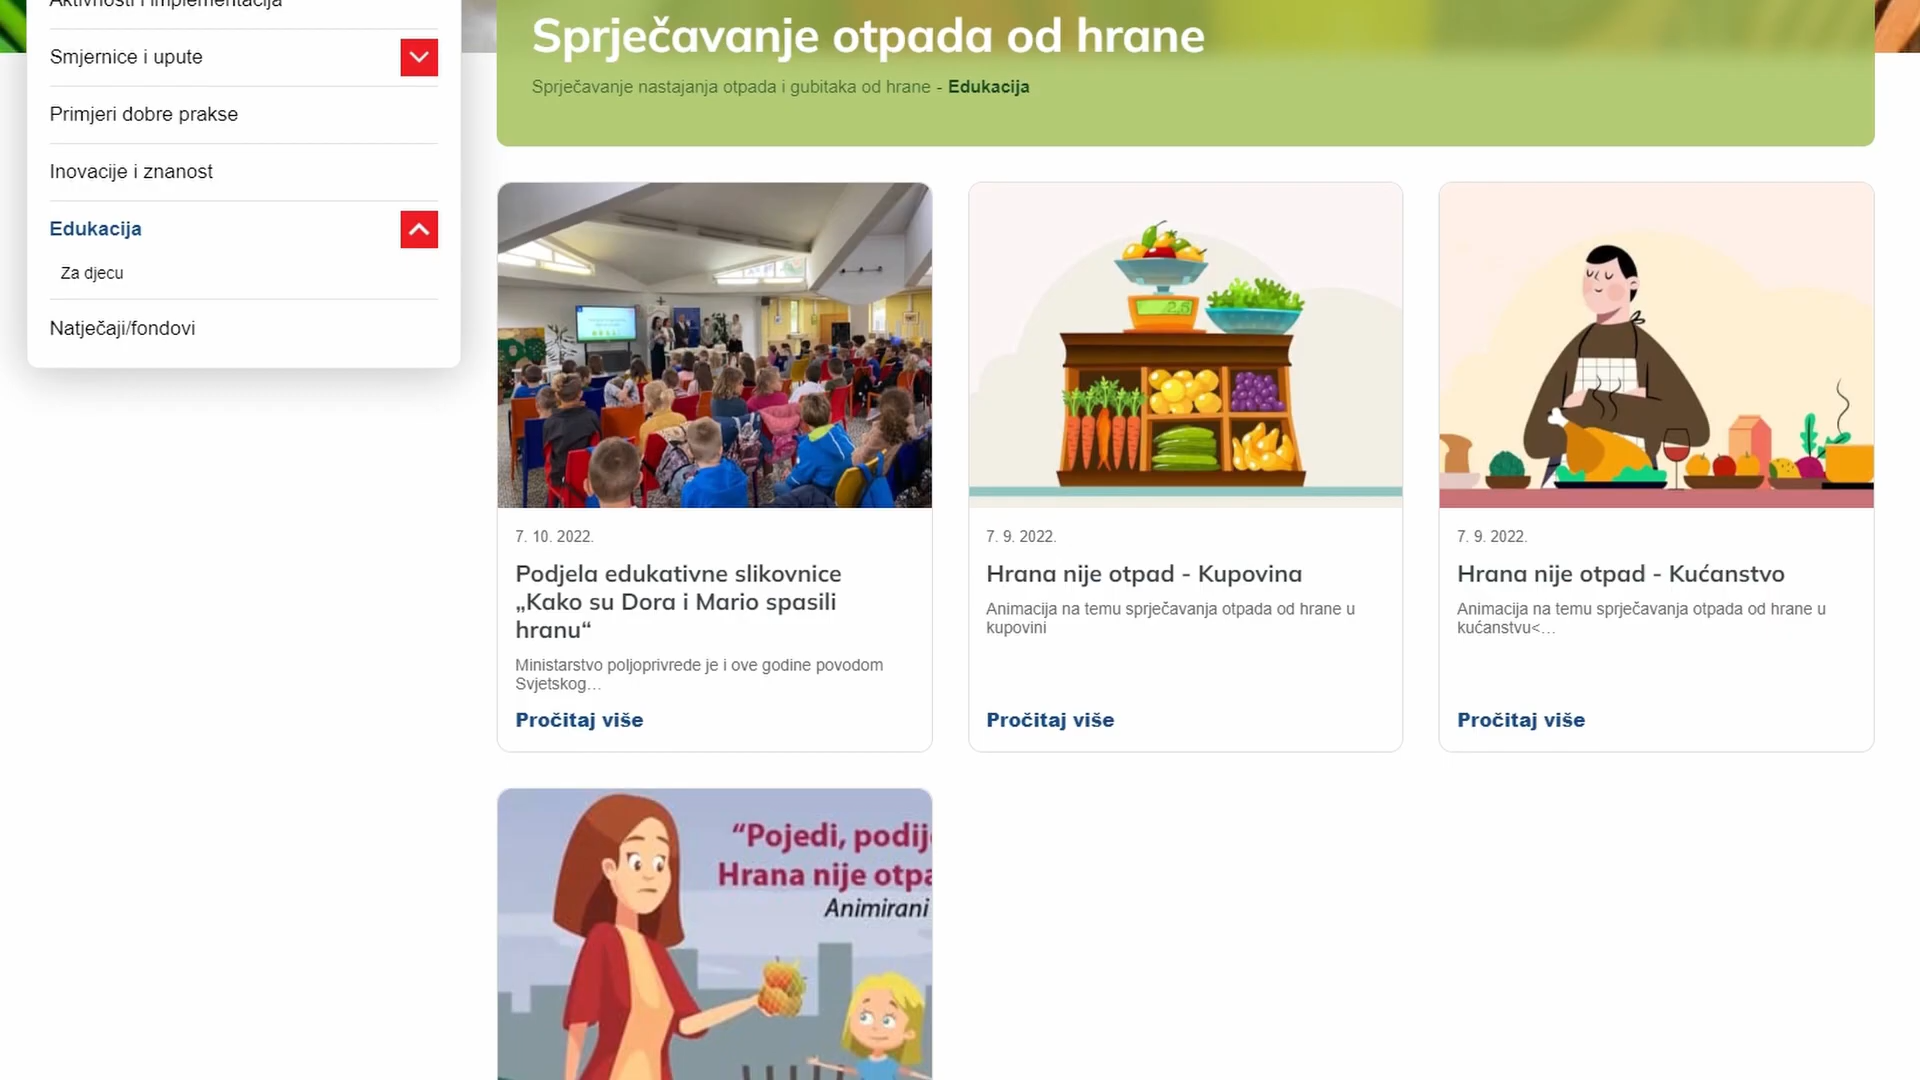 Aktivnosti i implementacija
Smjernice i upute
Primjeri dobre prakse
Inovacije i znanost
Edukacija
Za djecu
Natječaji/fondovi
Sprječavanje otpada od hrane
Sprječavanje nastajanja otpada i gubitaka od hrane - Edukacija
7. 10. 2022.
Podjela edukativne slikovnice
„Kako su Dora i Mario spasili
hranu“
Ministarstvo poljoprivrede je i ove godine povodom
Svjetskog…
Pročitaj više
2,5
7. 9. 2022.
Hrana nije otpad - Kupovina
Animacija na temu sprječavanja otpada od hrane u
kupovini
Pročitaj više
7. 9. 2022.
Hrana nije otpad - Kućanstvo
Animacija na temu sprječavanja otpada od hrane u
kućanstvu<…
Pročitaj više
“Pojedi, podij
Hrana nije otpa
Animirani